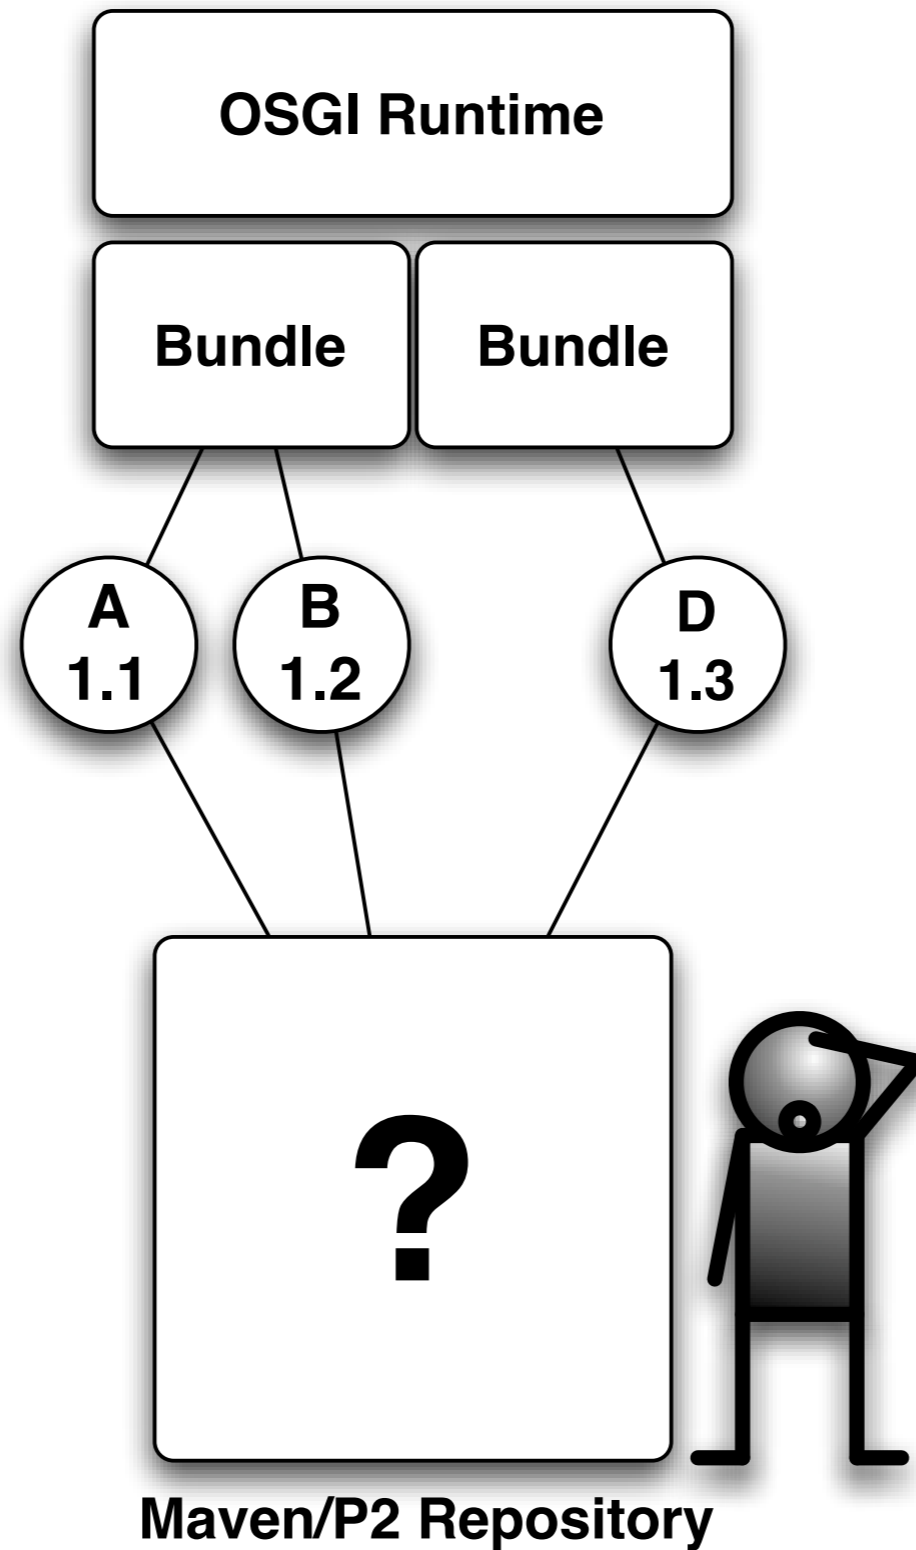 OSGI Runtime
Bundle
Bundle
A
1.1
B
1.2
D
1.3
?
Maven/P2 Repository